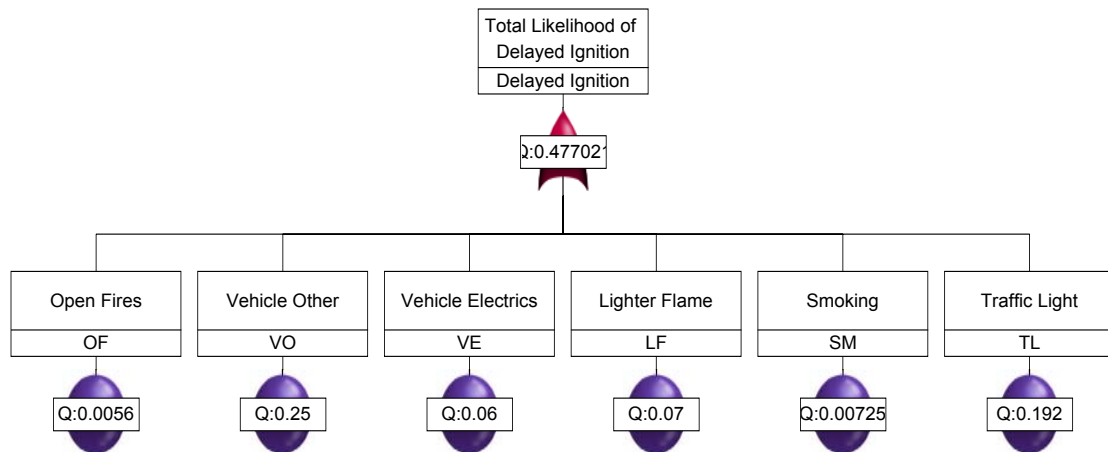 Total Likelihood of
Delayed Ignition
Delayed Ignition
Q:0.477021
Open Fires
Vehicle Other
Vehicle Electrics
Lighter Flame
Smoking
Traffic Light
OF
VO
VE
LF
SM
TL
Q:0.0056
Q:0.25
Q:0.06
Q:0.07
Q:0.00725
Q:0.192